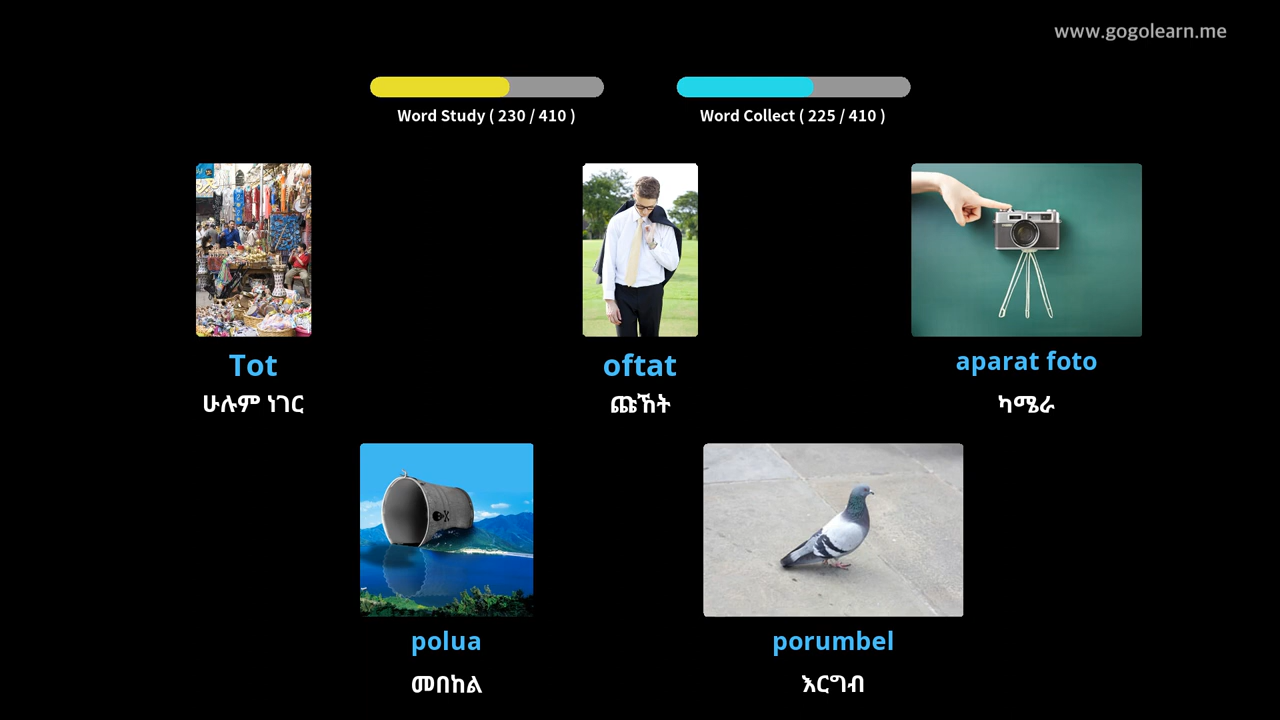 www.gogolearn.me
Word Study ( 230 / 410 )
Word Collect ( 225 / 410 )
Tot
ሁሉም ነገር
oftat
ጩኸት
aparat foto
ካሜራ
polua
መበከል
porumbel
እርግብ